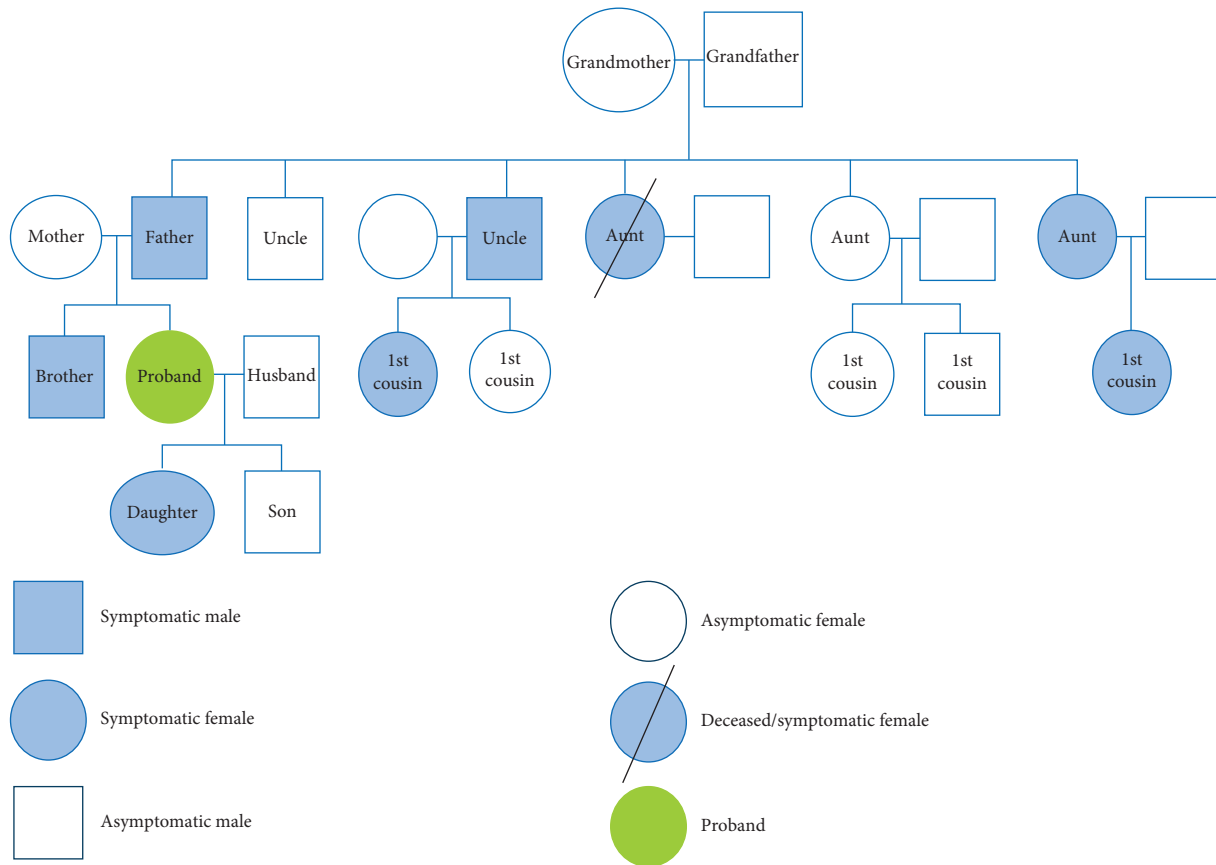 Grandmother
Grandfather
Mother
Father
Uncle
Uncle
Aunt
Aunt
Aunt
Brother
Proband
Husband
1st
cousin
1st
cousin
1st
cousin
1st
cousin
1st
cousin
Daughter
Son
Symptomatic male
Asymptomatic female
Symptomatic female
Deceased/symptomatic female
Asymptomatic male
Proband